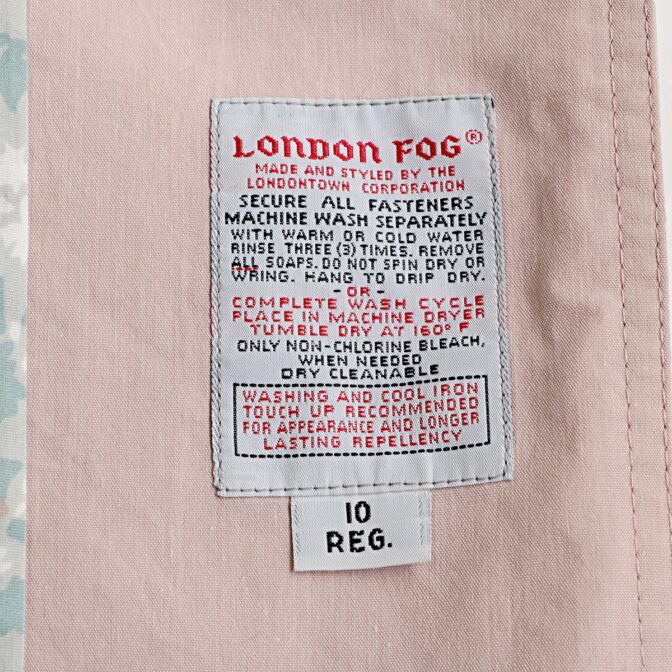 LONDON FOG®
MADE AND STYLED BY THE
LONDONTOWN CORPORATION
SECURE ALL FASTENERS
MACHINE WASH SEPARATELY
WITH WARM OR COLD WATER
RINSE THREE (3) TIMES. REMOVE
ALL SOAPS. DO NOT SPIN DRY OR
WRING. HANG TO DRIP DRY.
- OR -
COMPLETE WASH CYCLE
PLACE IN MACHINE DRYER
TUMBLE DRY AT 160° F
ONLY NON-CHLORINE BLEACH,
WHEN NEEDED
DRY CLEANABLE
WASHING AND COOL IRON
TOUCH UP RECOMMENDED
FOR APPEARANCE AND LONGER
LASTING REPELLENCY
10
REG.